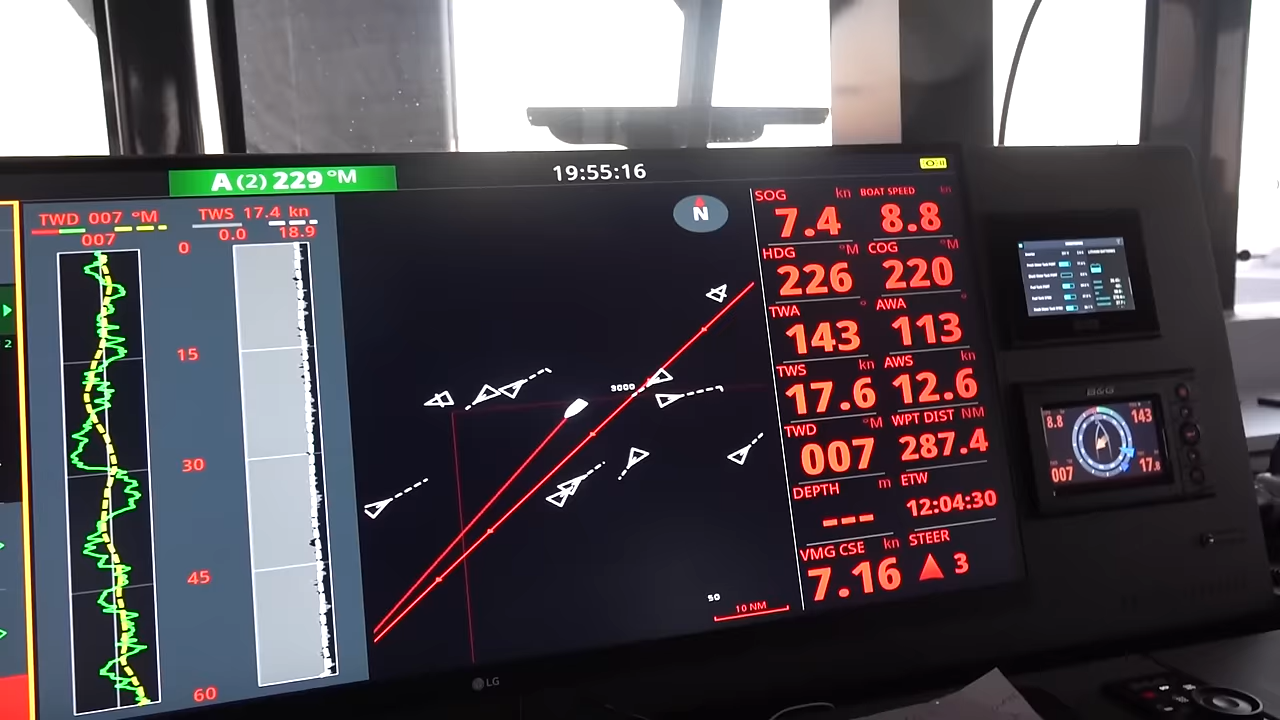 A (2) 229 °M
19:55:16
TWD 007 °M
TWS 17.4 kn
007
0.0 18.9
0
15
30
45
60
N
3000
50
10 NM
SOG kn BOAT SPEED kn
7.4 8.8
HDG °M COG °M
226 220
TWA ° AWA °
143 113
TWS kn AWS kn
17.6 12.6
TWD °M WPT DIST NM
007 287.4
DEPTH m ETW
--- 12:04:30
VMG CSE kn STEER
7.16 3
2
LG
B&G
8.8 143
007 17.8